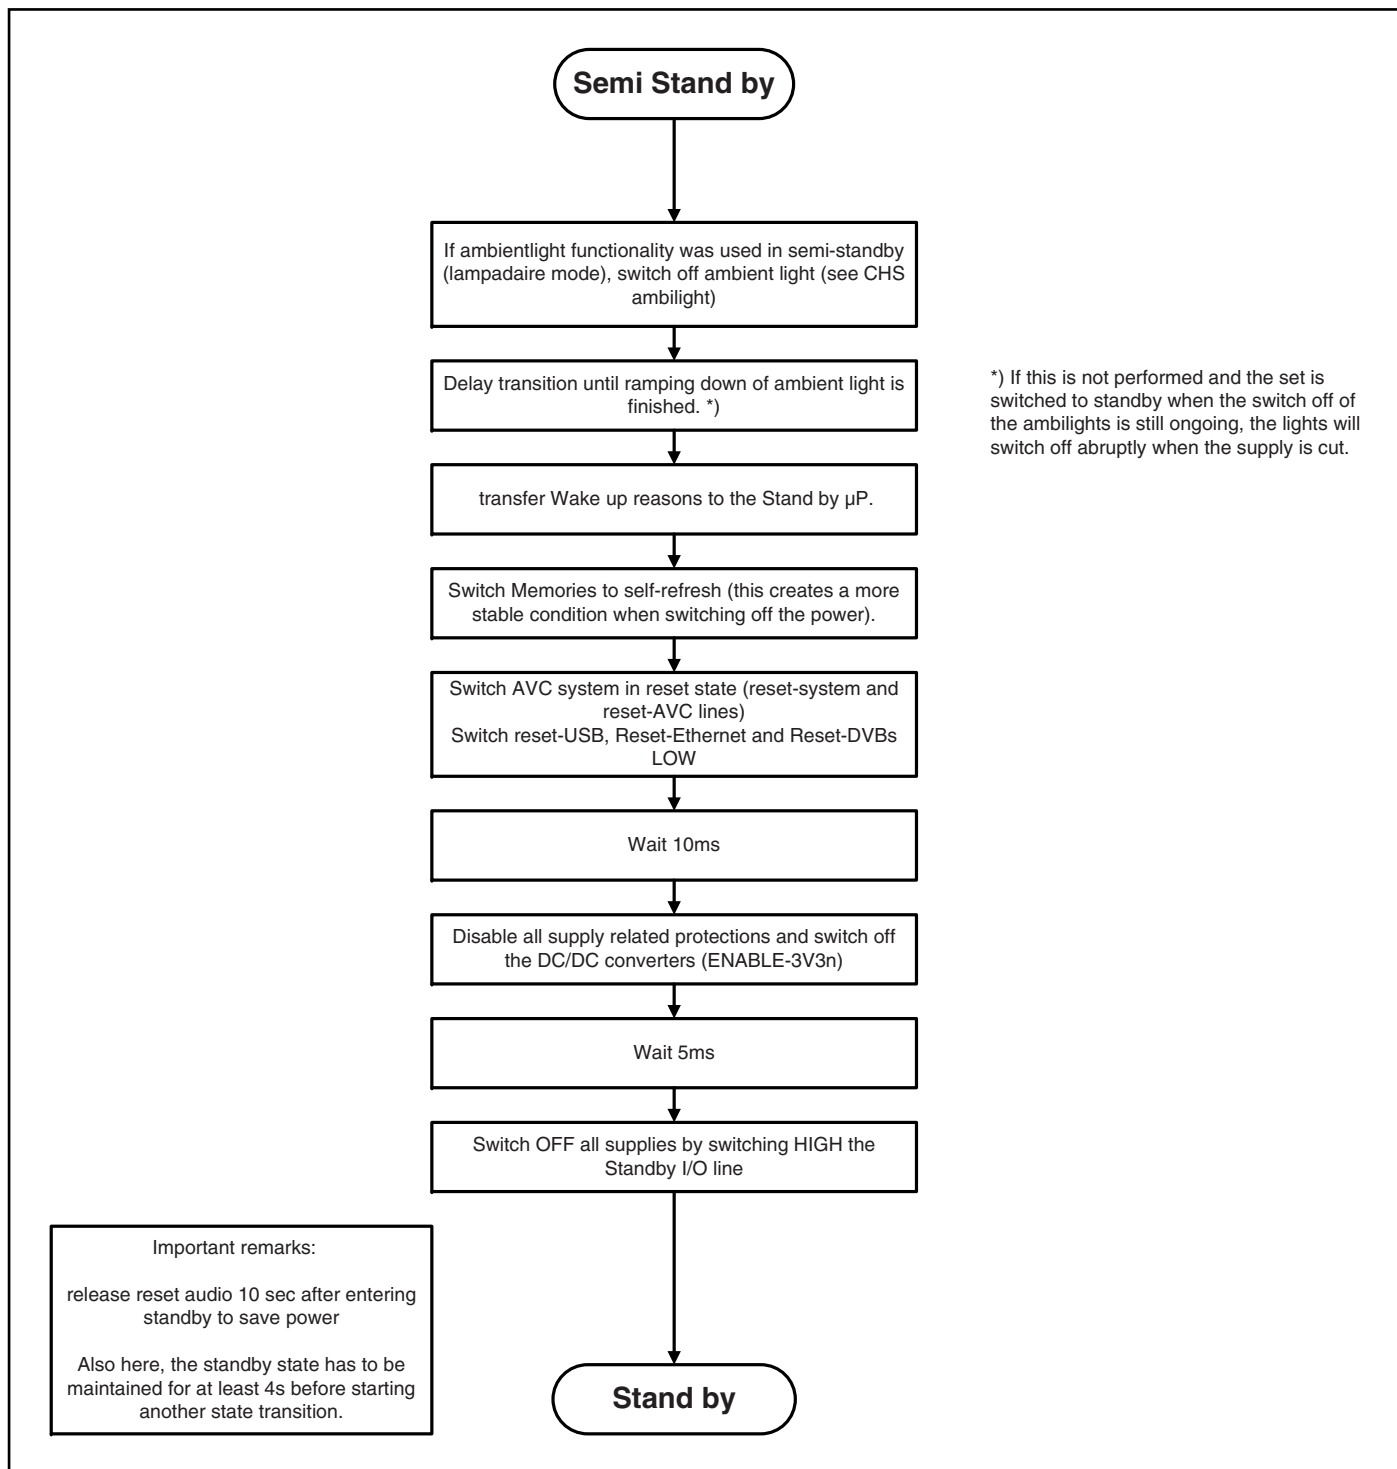 Semi Stand by
If ambientlight functionality was used in semi-standby
(lampadaire mode), switch off ambient light (see CHS
ambilight)
Delay transition until ramping down of ambient light is
finished. *)
*) If this is not performed and the set is
switched to standby when the switch off of
the ambilights is still ongoing, the lights will
switch off abruptly when the supply is cut.
transfer Wake up reasons to the Stand by µP.
Switch Memories to self-refresh (this creates a more
stable condition when switching off the power).
Switch AVC system in reset state (reset-system and
reset-AVC lines)
Switch reset-USB, Reset-Ethernet and Reset-DVBs
LOW
Wait 10ms
Disable all supply related protections and switch off
the DC/DC converters (ENABLE-3V3n)
Wait 5ms
Switch OFF all supplies by switching HIGH the
Standby I/O line
Important remarks:
release reset audio 10 sec after entering
standby to save power
Also here, the standby state has to be
maintained for at least 4s before starting
another state transition.
Stand by